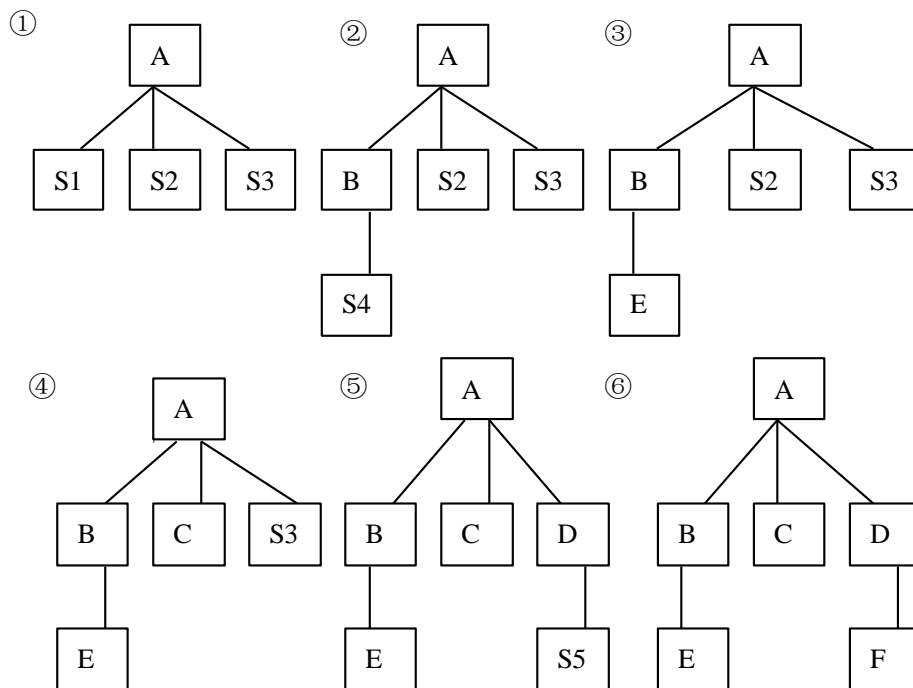 ① ② ③
A A A
S1 S2 S3 B S2 S3 B S2 S3
S4 E
④ ⑤ ⑥
A A A
B C S3 B C D B C D
E E S5 E F